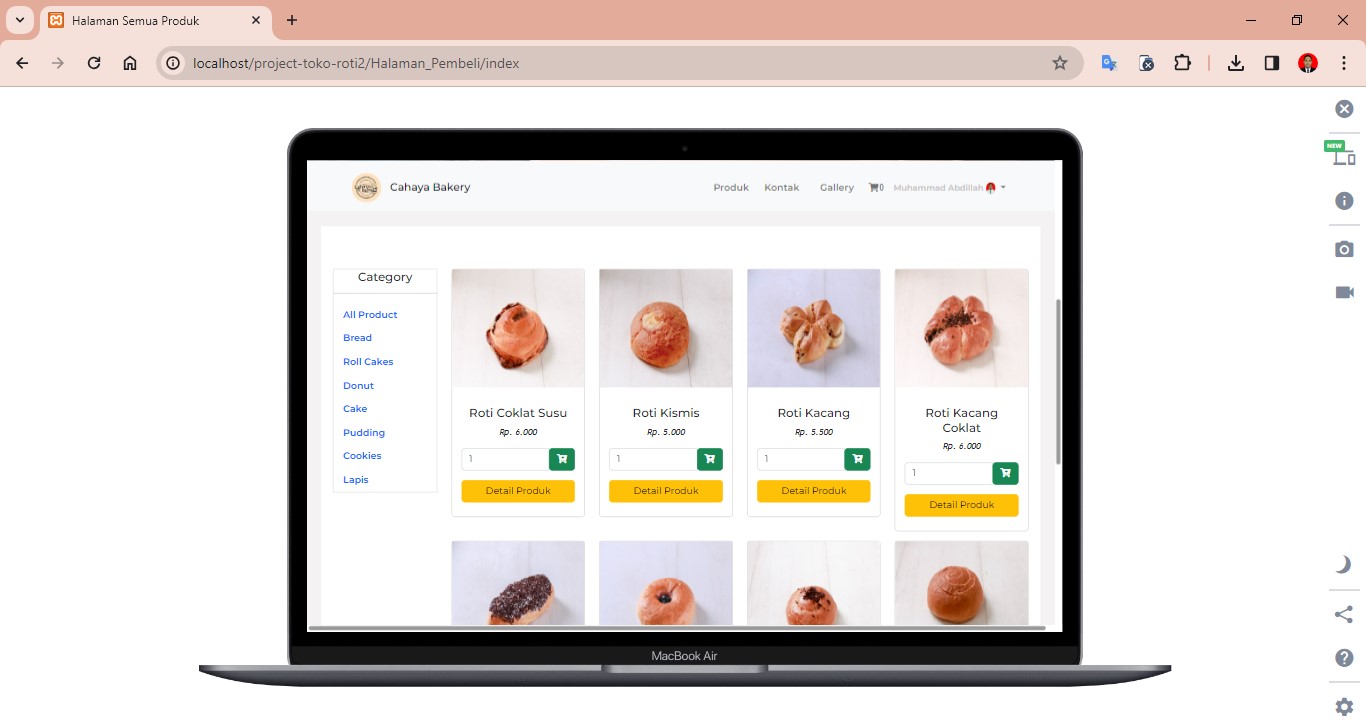 Halaman Semua Produk
localhost/project-toko-roti2/Halaman_Pembeli/index
NEW
Cahaya Bakery
Produk
Kontak
Gallery
0
Muhammad Abdillah
Category
All Product
Bread
Roll Cakes
Donut
Cake
Pudding
Cookies
Lapis
Roti Coklat Susu
Rp. 6.000
1
Detail Produk
Roti Kismis
Rp. 5.000
1
Detail Produk
Roti Kacang
Rp. 5.500
1
Detail Produk
Roti Kacang
Coklat
Rp. 6.000
1
Detail Produk
MacBook Air